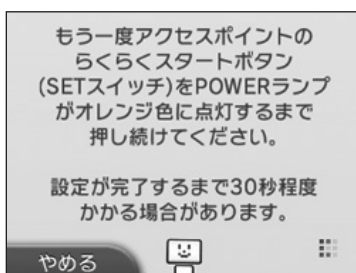 もう一度アクセスポイントの
らくらくスタートボタン
(SETスイッチ)をPOWERランプ
がオレンジ色に点灯するまで
押し続けてください。
設定が完了するまで30秒程度
かかる場合があります。
やめる